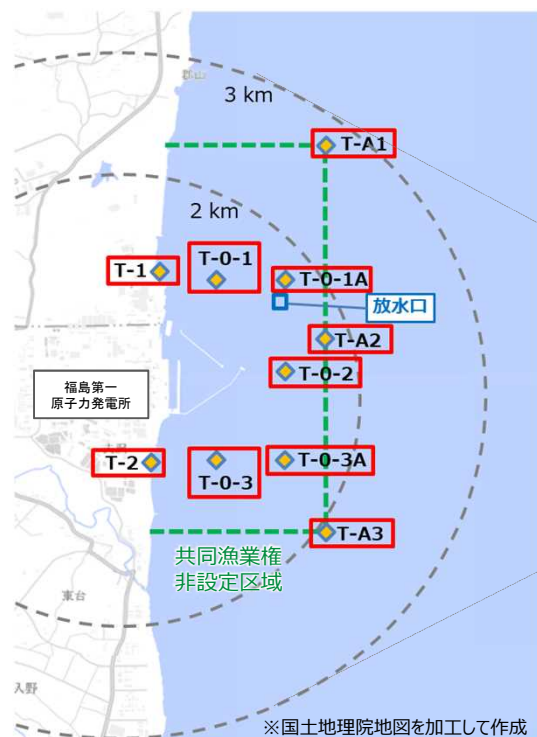 郡山
3 km
T-A1
2 km
T-1
T-0-1
T-0-1A
放水口
T-A2
T-0-2
福島第一
原子力発電所
T-2
T-0-3
T-0-3A
T-A3
共同漁業権
非設定区域
東台
入野
※国土地理院地図を加工して作成